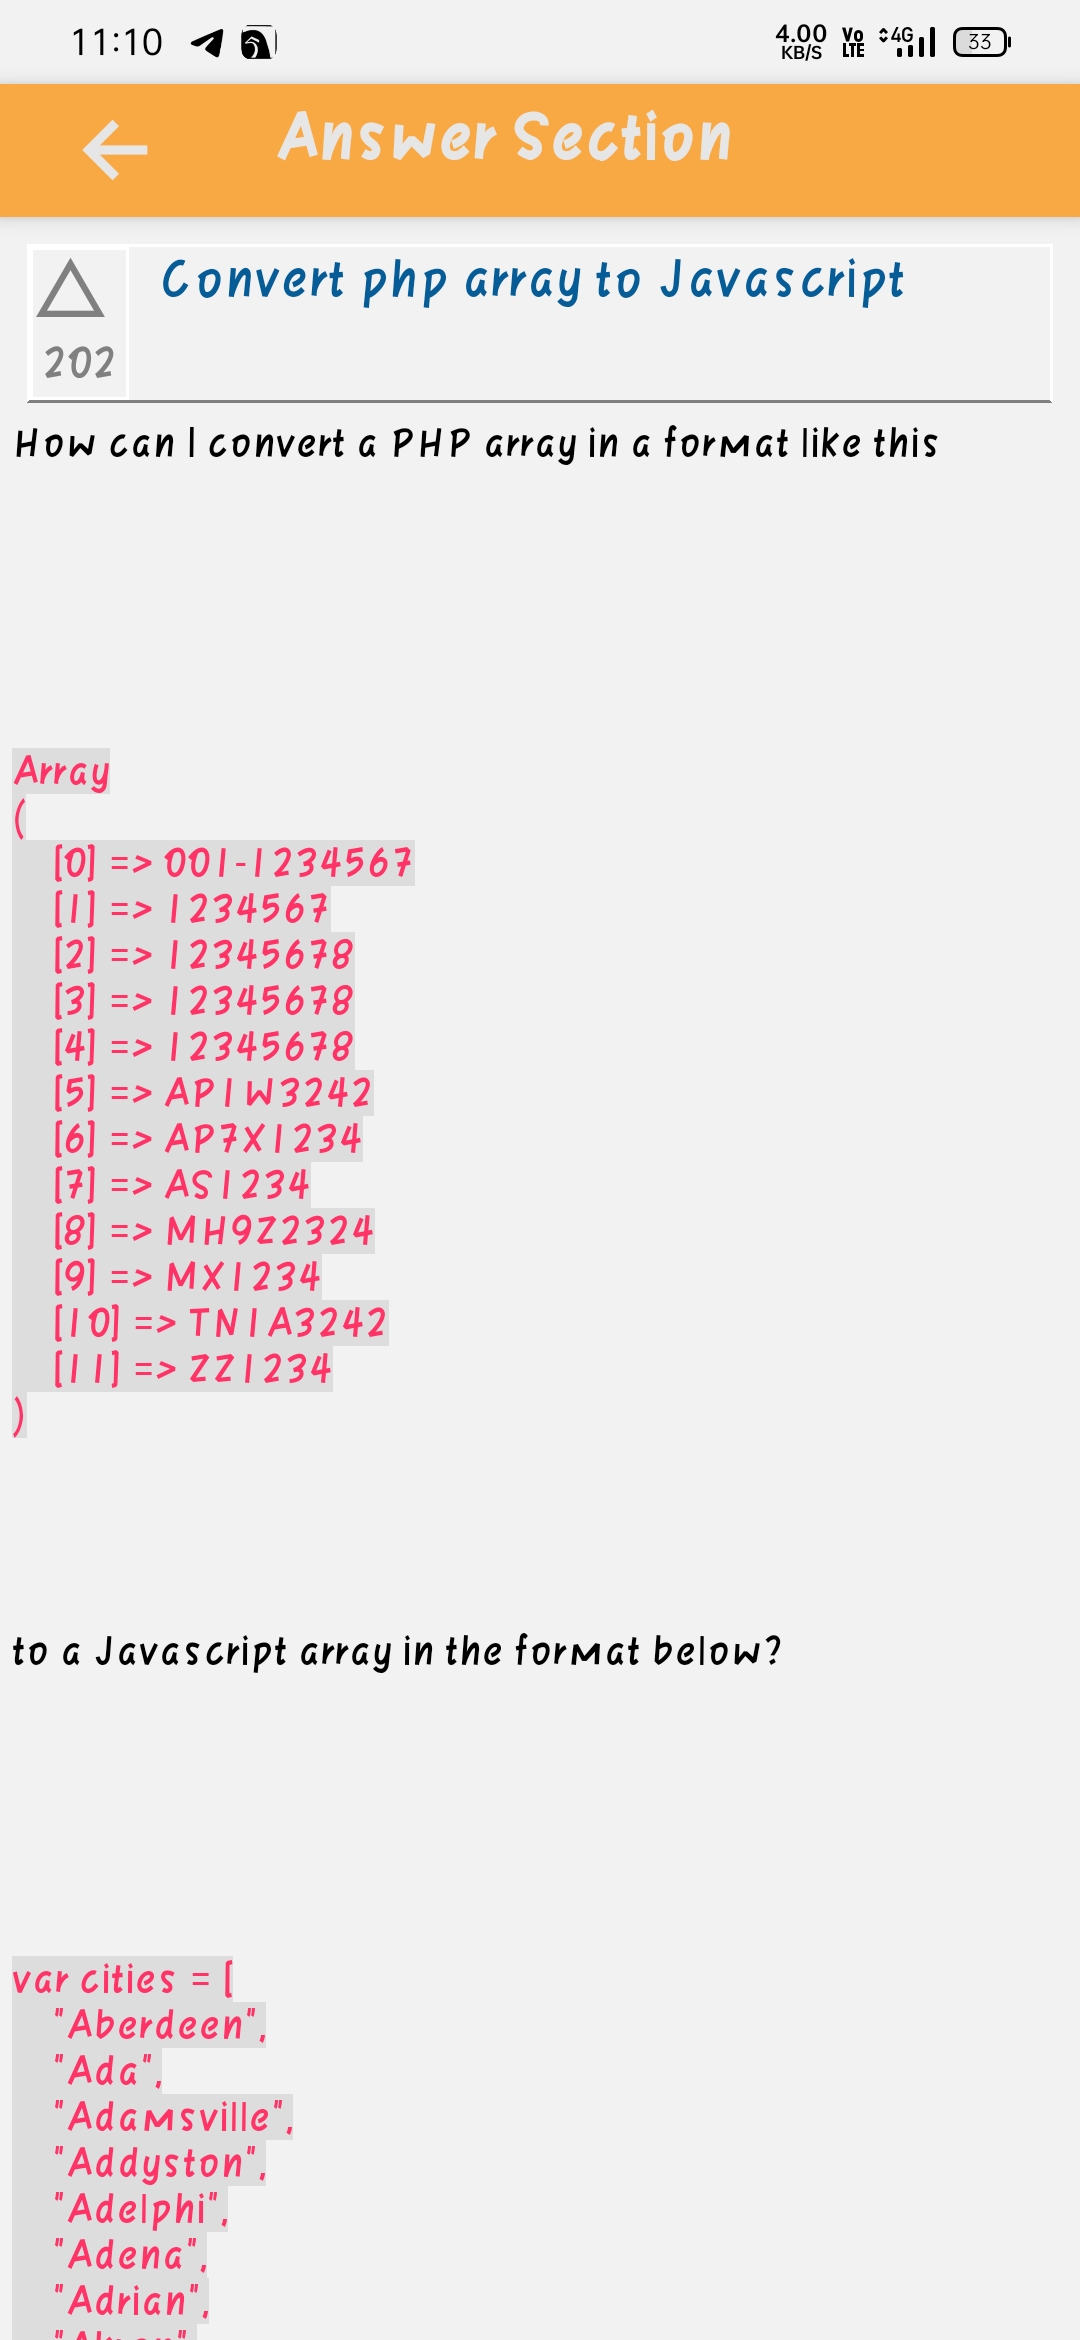 11:10
4.00 KB/S Vo LTE 4G 33
Answer Section
Convert php array to Javascript
202
How can I convert a PHP array in a format like this
Array
(
[0] => 001-1234567
[1] => 1234567
[2] => 12345678
[3] => 12345678
[4] => 12345678
[5] => AP1W3242
[6] => AP7X1234
[7] => AS1234
[8] => MH9Z2324
[9] => MX1234
[10] => TN1A3242
[11] => ZZ1234
)
to a Javascript array in the format below?
var cities = [
"Aberdeen",
"Ada",
"Adamsville",
"Addyston",
"Adelphi",
"Adena",
"Adrian",